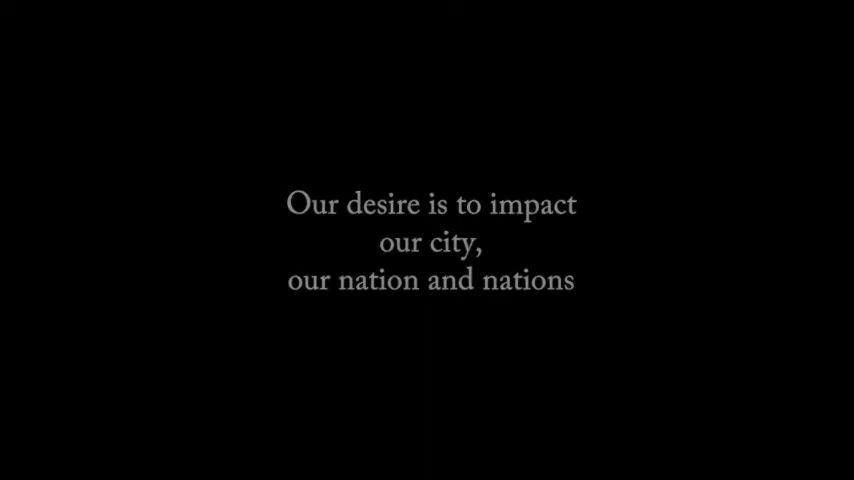 Our desire is to impact
our city,
our nation and nations